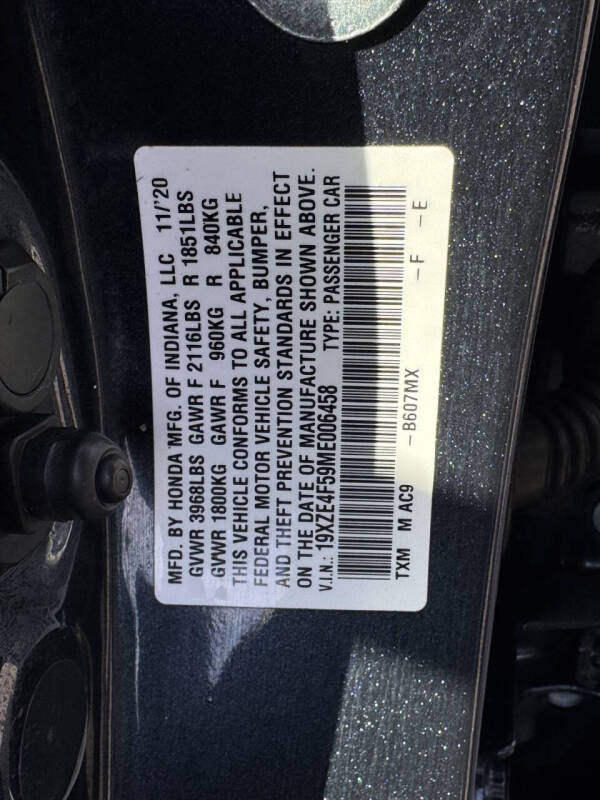 MFD. BY HONDA MFG. OF INDIANA, LLC 11/'20
GVWR 3968LBS GAWR F 2116LBS R 1851LBS
GVWR 1800KG GAWR F 960KG R 840KG
THIS VEHICLE CONFORMS TO ALL APPLICABLE
FEDERAL MOTOR VEHICLE SAFETY, BUMPER,
AND THEFT PREVENTION STANDARDS IN EFFECT
ON THE DATE OF MANUFACTURE SHOWN ABOVE.
V.I.N.: 19XZE4F59ME006458 TYPE: PASSENGER CAR
TXM M AC9 -B607MX -F -E